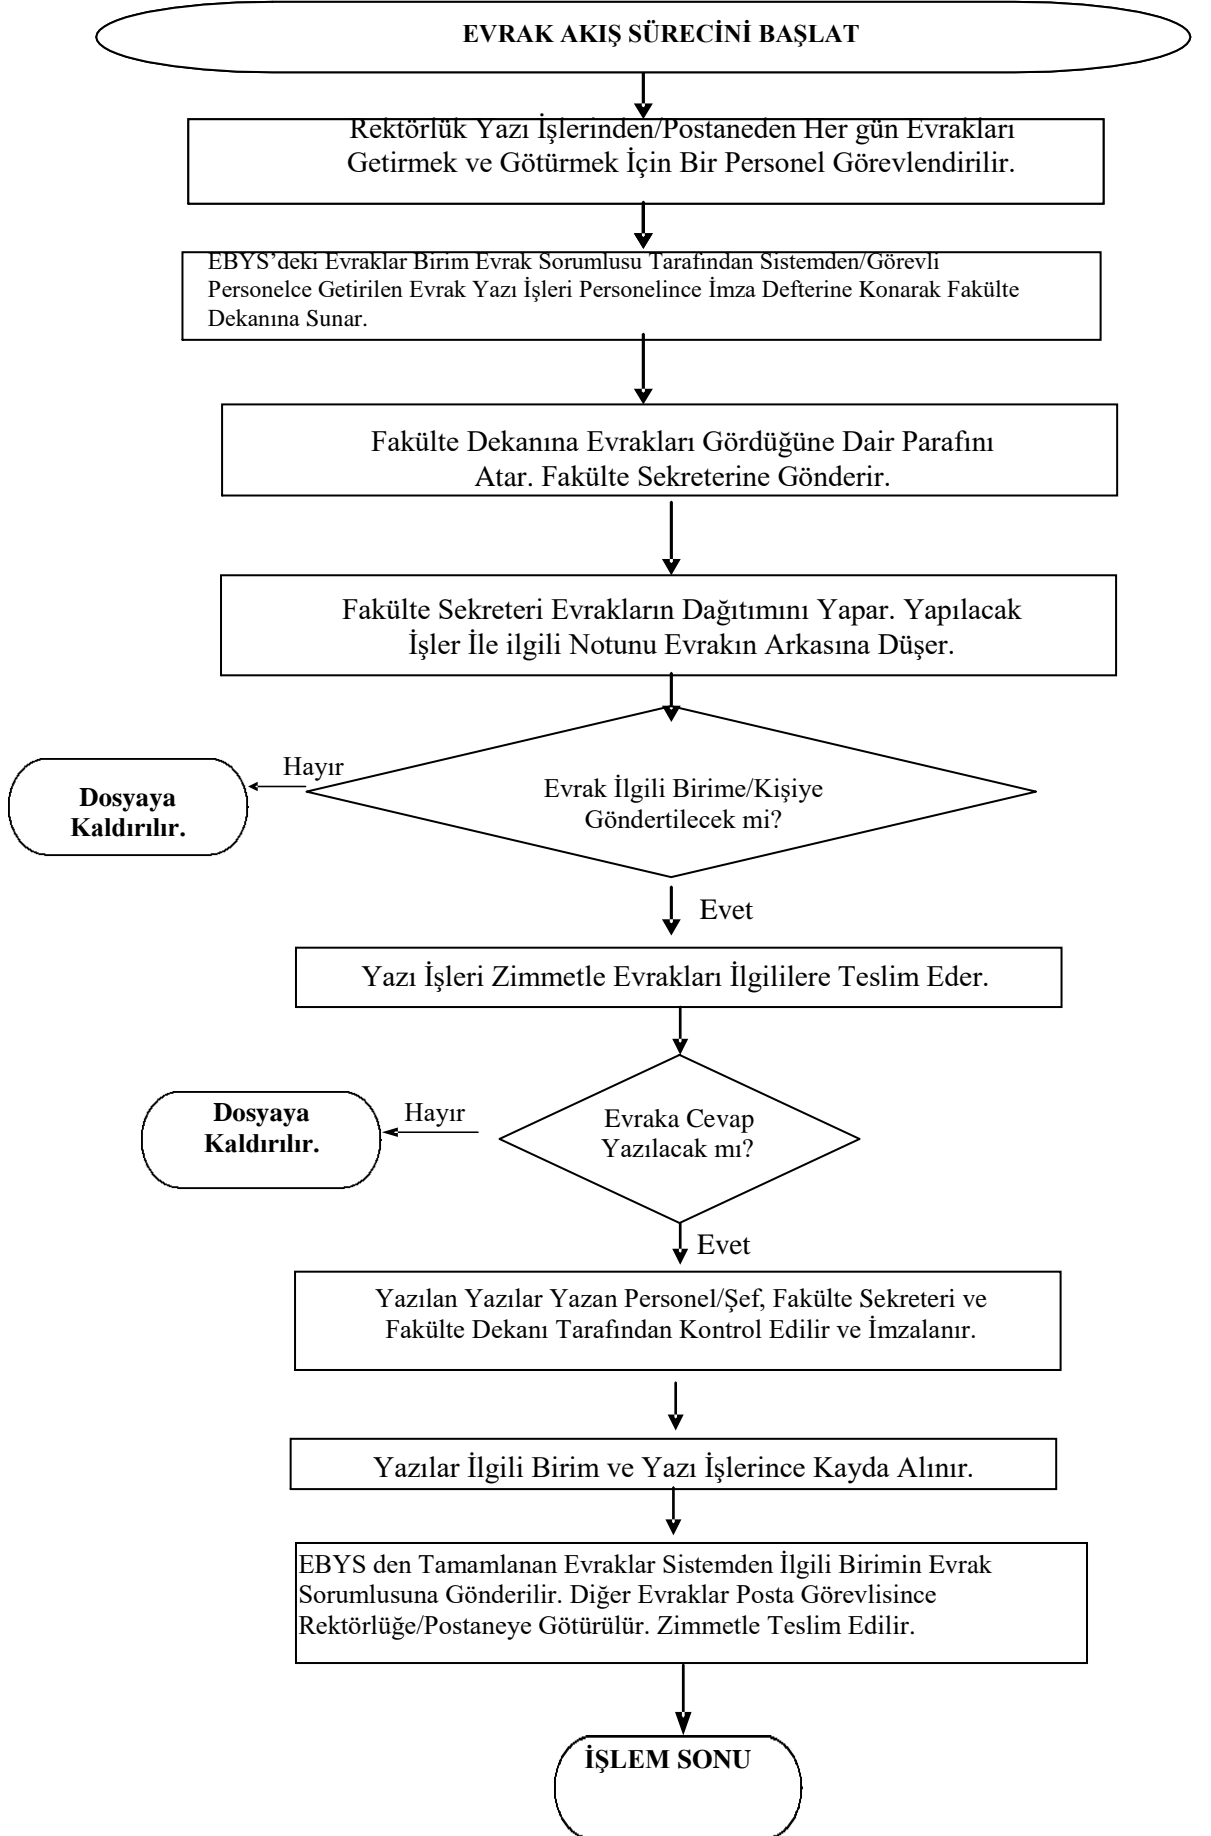 EVRAK AKIŞ SÜRECİNİ BAŞLAT
Rektörlük Yazı İşlerinden/Postaneden Her gün Evrakları
Getirmek ve Götürmek İçin Bir Personel Görevlendirilir.
EBYS’deki Evraklar Birim Evrak Sorumlusu Tarafından Sistemden/Görevli
Personelce Getirilen Evrak Yazı İşleri Personelince İmza Defterine Konarak Fakülte
Dekanına Sunar.
Fakülte Dekanına Evrakları Gördüğüne Dair Parafını
Atar. Fakülte Sekreterine Gönderir.
Fakülte Sekreteri Evrakların Dağıtımını Yapar. Yapılacak
İşler İle ilgili Notunu Evrakın Arkasına Düşer.
Evrak İlgili Birime/Kişiye
Göndertilecek mi?
Hayır
Dosyaya
Kaldırılır.
Evet
Yazı İşleri Zimmetle Evrakları İlgililere Teslim Eder.
Evraka Cevap
Yazılacak mı?
Hayır
Dosyaya
Kaldırılır.
Evet
Yazılan Yazılar Yazan Personel/Şef, Fakülte Sekreteri ve
Fakülte Dekanı Tarafından Kontrol Edilir ve İmzalanır.
Yazılar İlgili Birim ve Yazı İşlerince Kayda Alınır.
EBYS den Tamamlanan Evraklar Sistemden İlgili Birimin Evrak
Sorumlusuna Gönderilir. Diğer Evraklar Posta Görevlisince
Rektörlüğe/Postaneye Götürülür. Zimmetle Teslim Edilir.
İŞLEM SONU